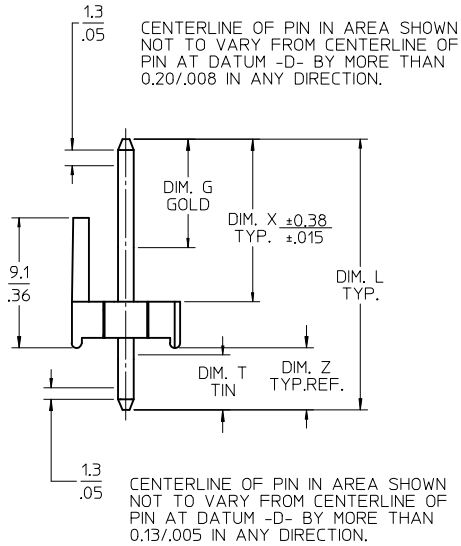 1.3
.05
CENTERLINE OF PIN IN AREA SHOWN
NOT TO VARY FROM CENTERLINE OF
PIN AT DATUM -D- BY MORE THAN
0.20/.008 IN ANY DIRECTION.
DIM. G
GOLD
DIM. X ±0.38
TYP. ±.015
DIM. L
TYP.
9.1
.36
DIM. T
TIN
DIM. Z
TYP.REF.
1.3
.05
CENTERLINE OF PIN IN AREA SHOWN
NOT TO VARY FROM CENTERLINE OF
PIN AT DATUM -D- BY MORE THAN
0.13/.005 IN ANY DIRECTION.